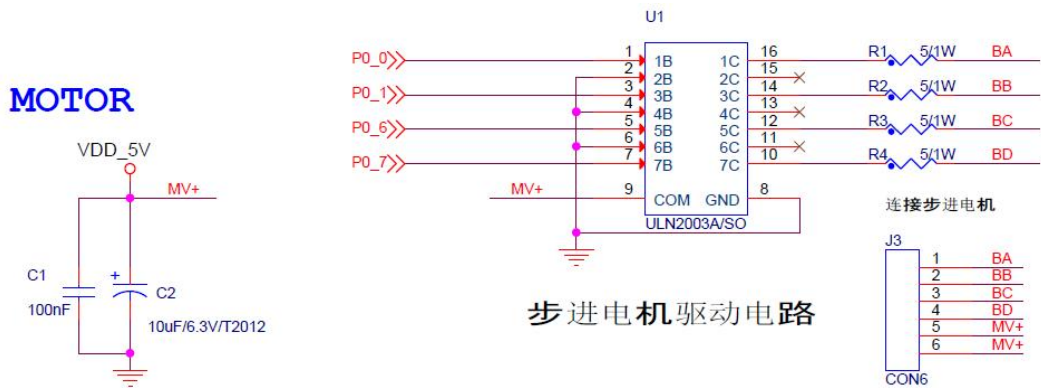 U1
P0_0 1 1B 1C 16 R1 5/1W BA
2 2B 2C 15
P0_1 3 3B 3C 14 R2 5/1W BB
4 4B 4C 13
P0_6 5 5B 5C 12 R3 5/1W BC
6 6B 6C 11
P0_7 7 7B 7C 10 R4 5/1W BD
MV+ 9 COM GND 8
ULN2003A/SO
MOTOR
VDD_5V
MV+
C1
100nF
+
C2
10uF/6.3V/T2012
步进电机驱动电路
连接步进电机
J3
1 BA
2 BB
3 BC
4 BD
5 MV+
6 MV+
CON6